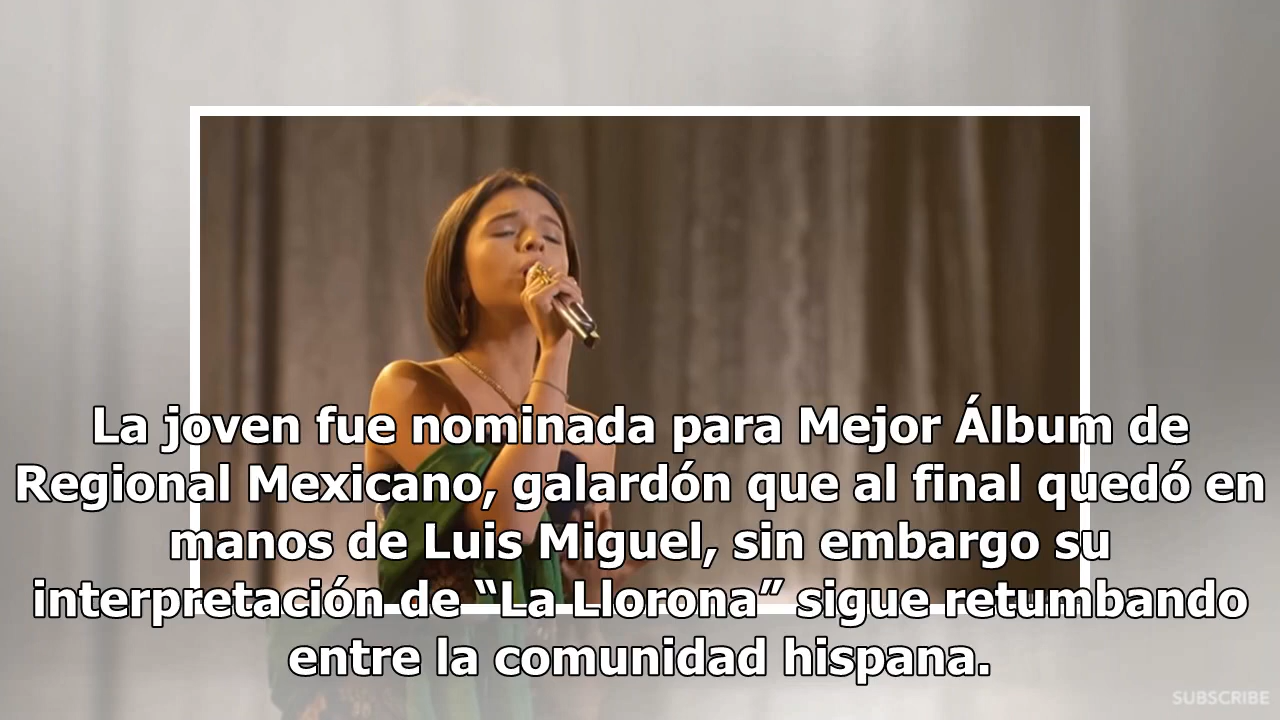 La joven fue nominada para Mejor Álbum de
Regional Mexicano, galardón que al final quedó en
manos de Luis Miguel, sin embargo su
interpretación de “La Llorona” sigue retumbando
entre la comunidad hispana.
SUBSCRIBE